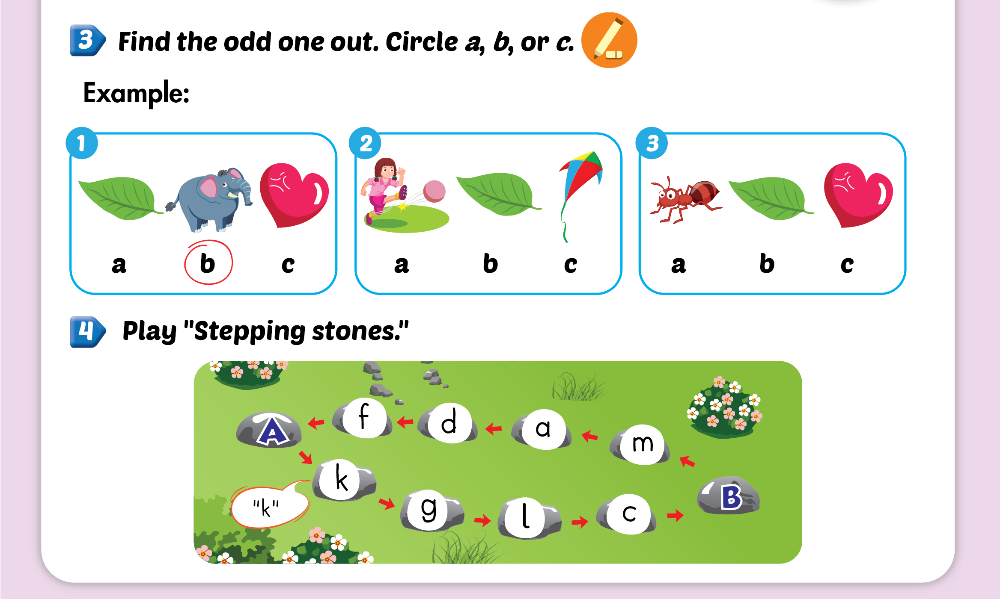 3 Find the odd one out. Circle a, b, or c.
Example:
1 2 3
a b c a b c a b c
4 Play "Stepping stones."
A f d a m
k
"k" g l c B